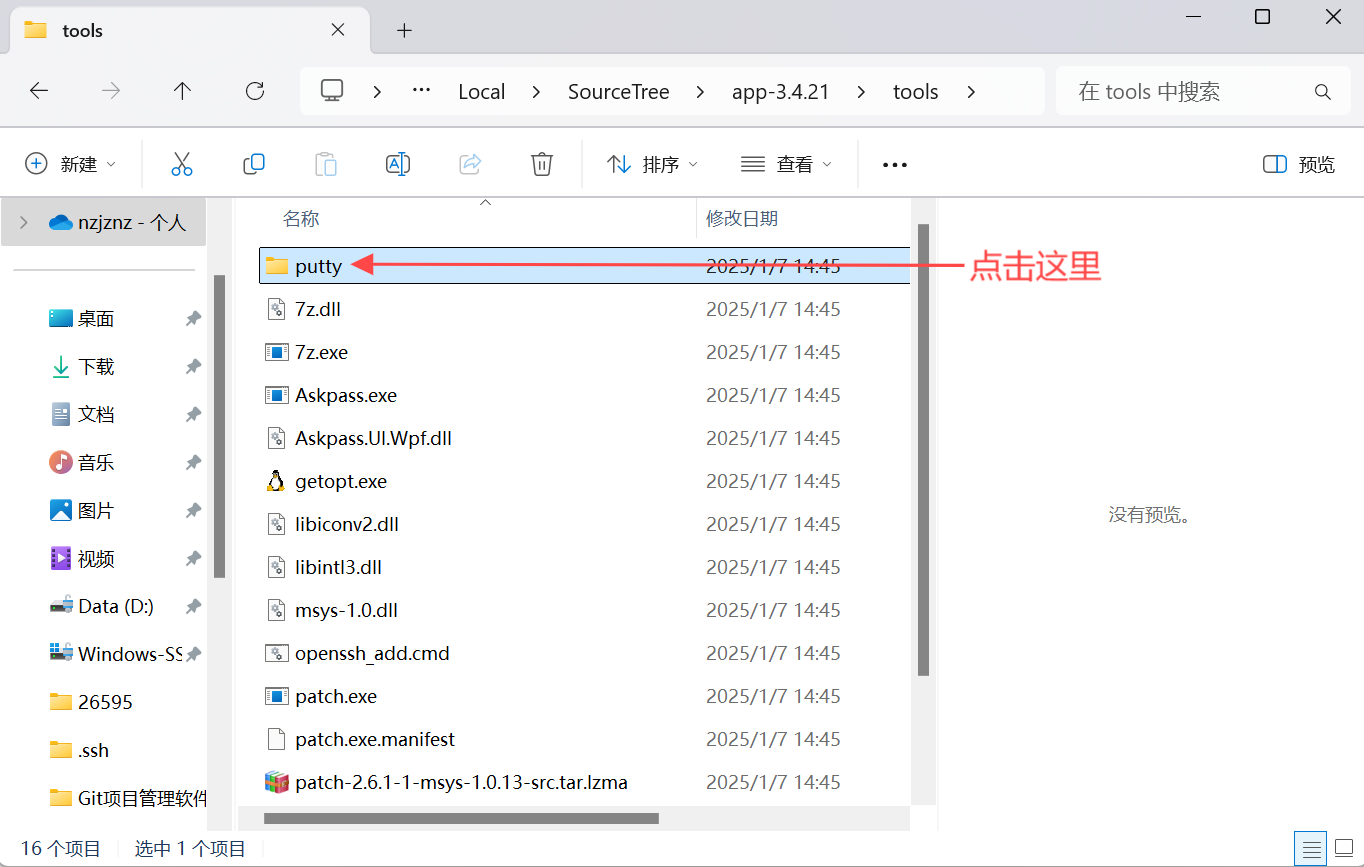 tools
Local
SourceTree
app-3.4.21
tools
在 tools 中搜索
新建
排序
查看
预览
nzjznz - 个人
桌面
下载
文档
音乐
图片
视频
Data (D:)
Windows-SS
26595
.ssh
Git项目管理软件
名称 修改日期
putty 2025/1/7 14:45
点击这里
7z.dll 2025/1/7 14:45
7z.exe 2025/1/7 14:45
Askpass.exe 2025/1/7 14:45
Askpass.UI.Wpf.dll 2025/1/7 14:45
getopt.exe 2025/1/7 14:45
libiconv2.dll 2025/1/7 14:45
libintl3.dll 2025/1/7 14:45
msys-1.0.dll 2025/1/7 14:45
openssh_add.cmd 2025/1/7 14:45
patch.exe 2025/1/7 14:45
patch.exe.manifest 2025/1/7 14:45
patch-2.6.1-1-msys-1.0.13-src.tar.lzma 2025/1/7 14:45
没有预览。
16 个项目
选中 1 个项目